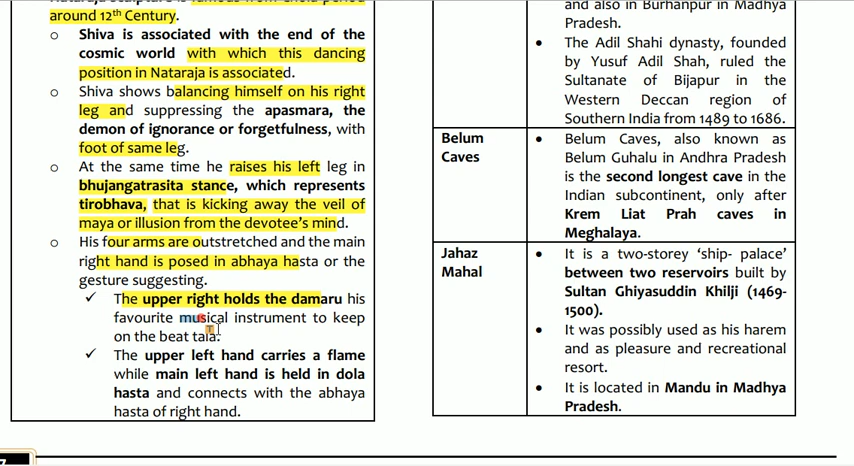 around 12th Century.
o Shiva is associated with the end of the
cosmic world with which this dancing
position in Nataraja is associated.
o Shiva shows balancing himself on his right
leg and suppressing the apasmara, the
demon of ignorance or forgetfulness, with
foot of same leg.
o At the same time he raises his left leg in
bhujangatrasita stance, which represents
tirobhava, that is kicking away the veil of
maya or illusion from the devotee's mind.
o His four arms are outstretched and the main
right hand is posed in abhaya hasta or the
gesture suggesting.
✓ The upper right holds the damaru his
favourite musical instrument to keep
on the beat tala.
✓ The upper left hand carries a flame
while main left hand is held in dola
hasta and connects with the abhaya
hasta of right hand.
7
and also in Burhanpur in Madhya
Pradesh.
• The Adil Shahi dynasty, founded
by Yusuf Adil Shah, ruled the
Sultanate of Bijapur in the
Western Deccan region of
Southern India from 1489 to 1686.
Belum
Caves
• Belum Caves, also known as
Belum Guhalu in Andhra Pradesh
is the second longest cave in the
Indian subcontinent, only after
Krem Liat Prah caves in
Meghalaya.
Jahaz
Mahal
• It is a two-storey 'ship- palace'
between two reservoirs built by
Sultan Ghiyasuddin Khilji (1469-
1500).
• It was possibly used as his harem
and as pleasure and recreational
resort.
• It is located in Mandu in Madhya
Pradesh.